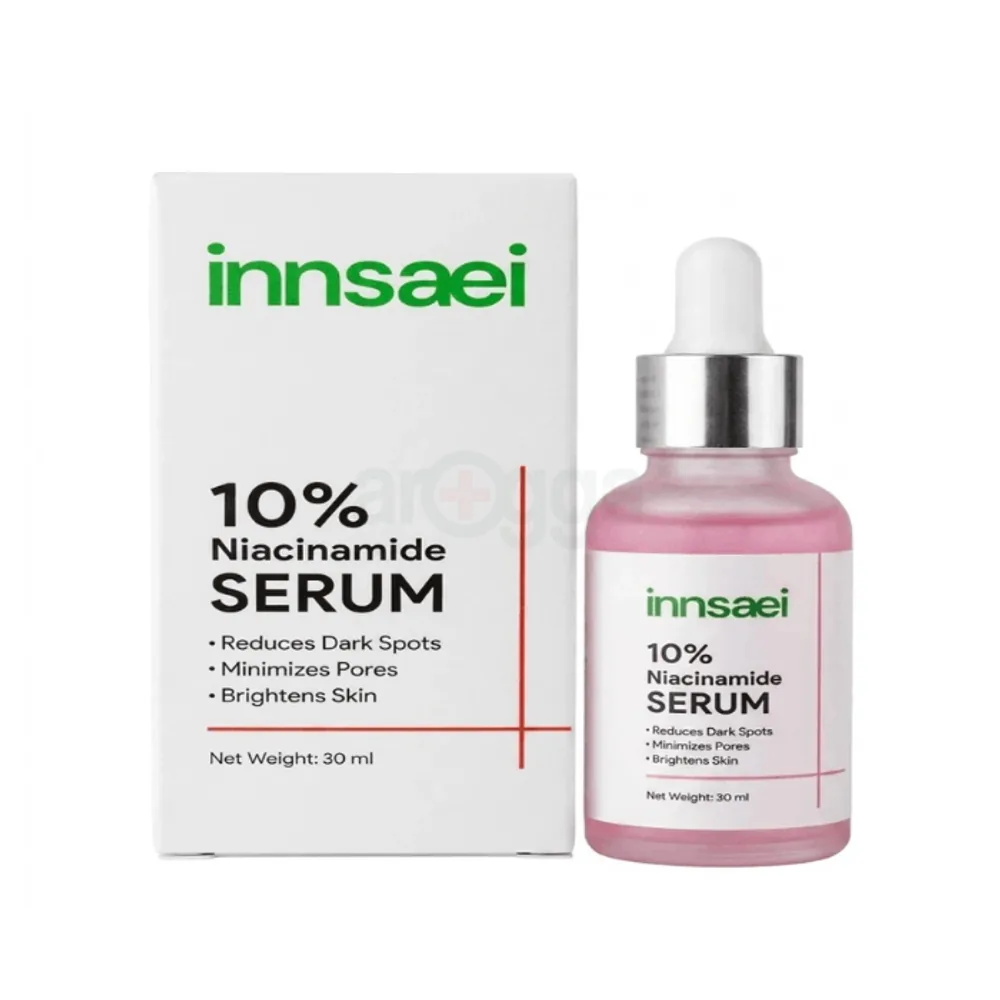 innsaei
10%
Niacinamide
SERUM
• Reduces Dark Spots
• Minimizes Pores
• Brightens Skin
Net Weight: 30 ml
arogga
innsaei
10%
Niacinamide
SERUM
• Reduces Dark Spots
• Minimizes Pores
• Brightens Skin
Net Weight: 30 ml